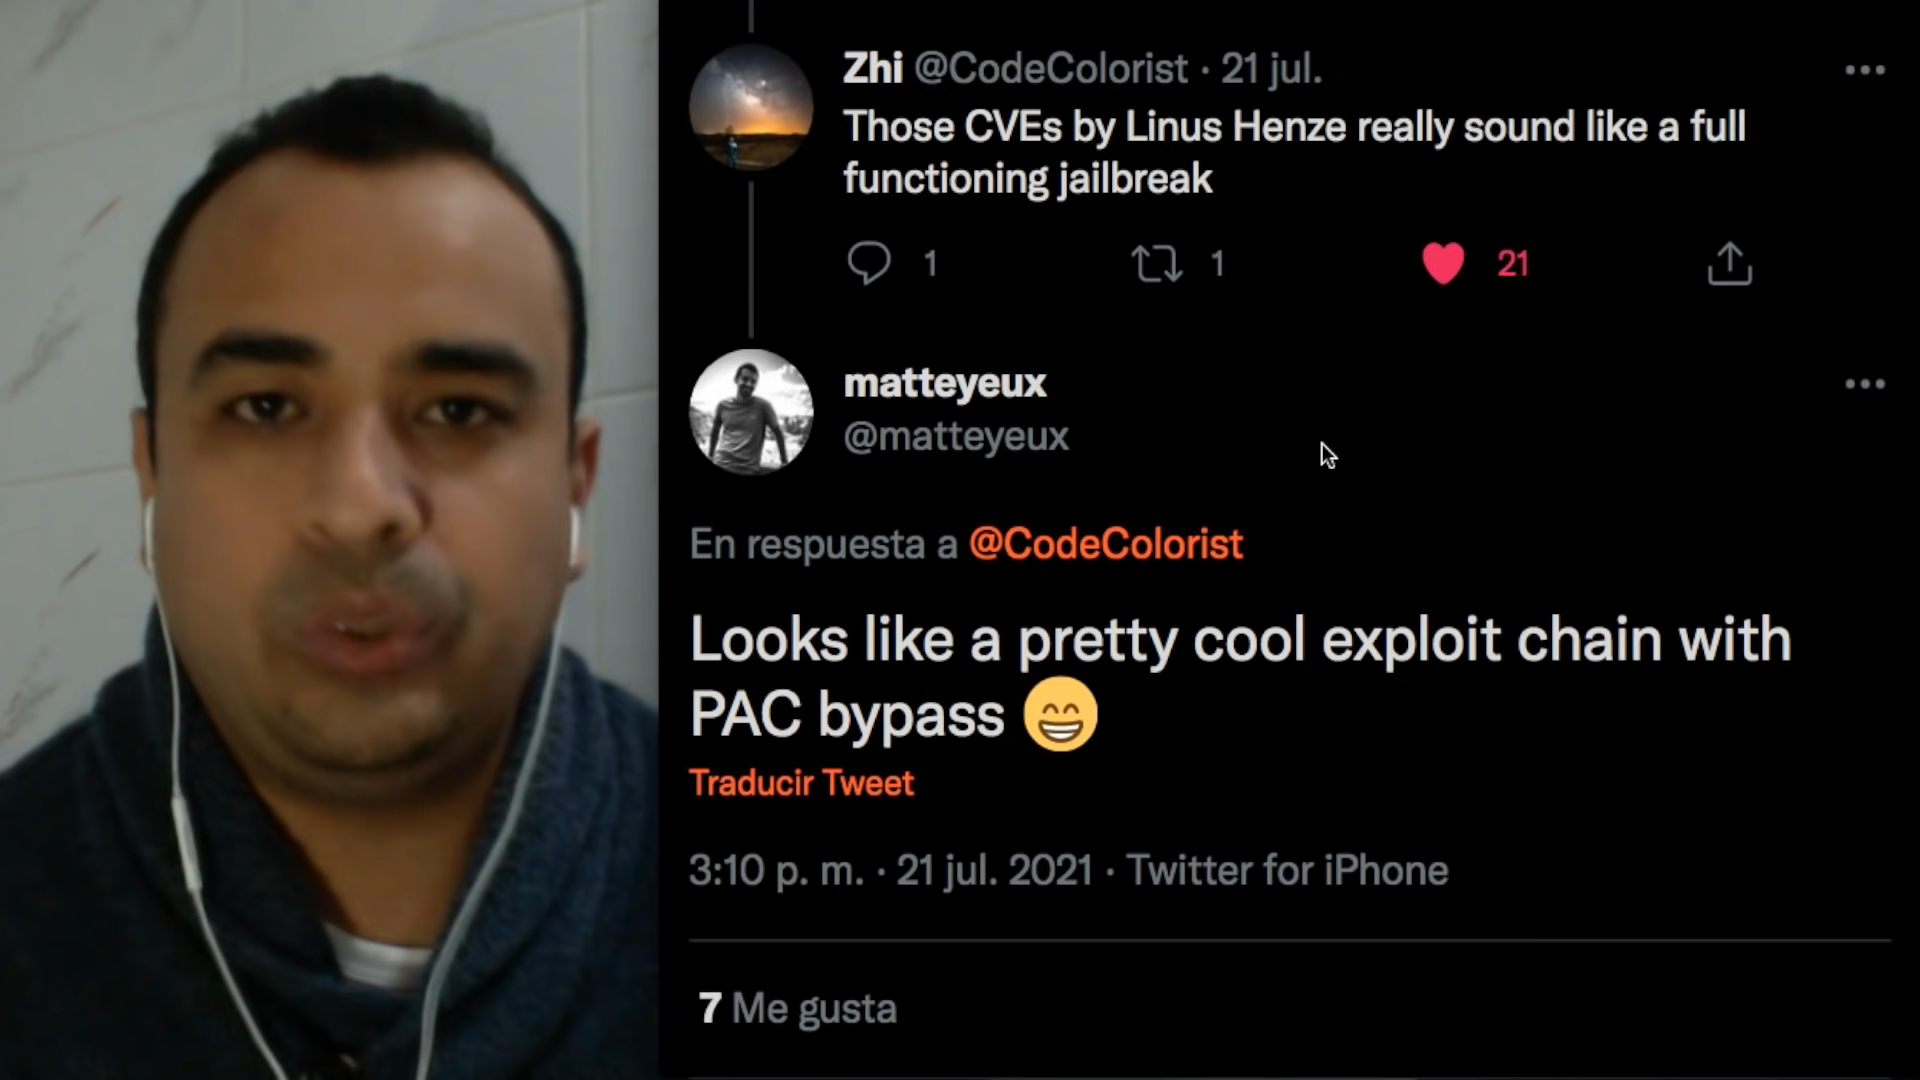 Zhi @CodeColorist · 21 jul.
Those CVEs by Linus Henze really sound like a full
functioning jailbreak
1 1 21
matteyeux
@matteyeux
En respuesta a @CodeColorist
Looks like a pretty cool exploit chain with
PAC bypass 😁
Traducir Tweet
3:10 p. m. · 21 jul. 2021 · Twitter for iPhone
7 Me gusta